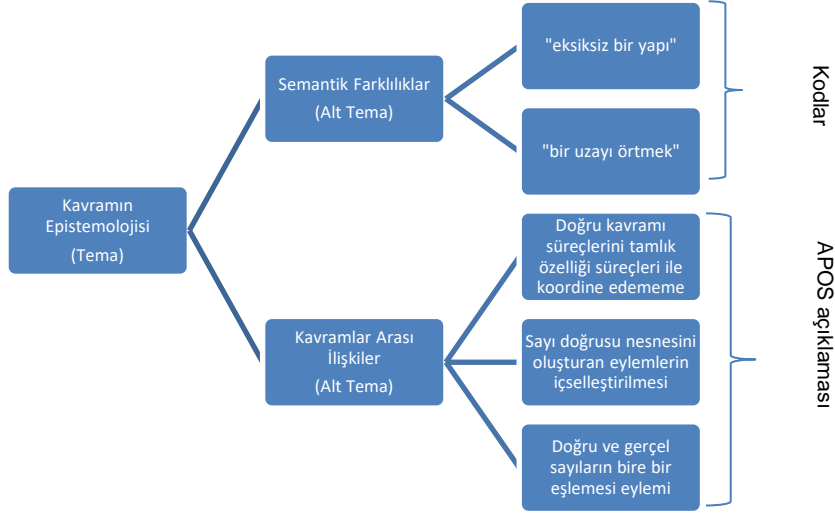 Kavramın
Epistemolojisi
(Tema)
Semantik Farklılıklar
(Alt Tema)
"eksiksiz bir yapı"
"bir uzayı örtmek"
Kodlar
Kavramlar Arası
İlişkiler
(Alt Tema)
Doğru kavramı
süreçlerini tamlık
özelliği süreçleri ile
koordine edememe
Sayı doğrusu nesnesini
oluşturan eylemlerin
içselleştirilmesi
Doğru ve gerçel
sayıların bire bir
eşlemesi eylemi
APOS açıklaması